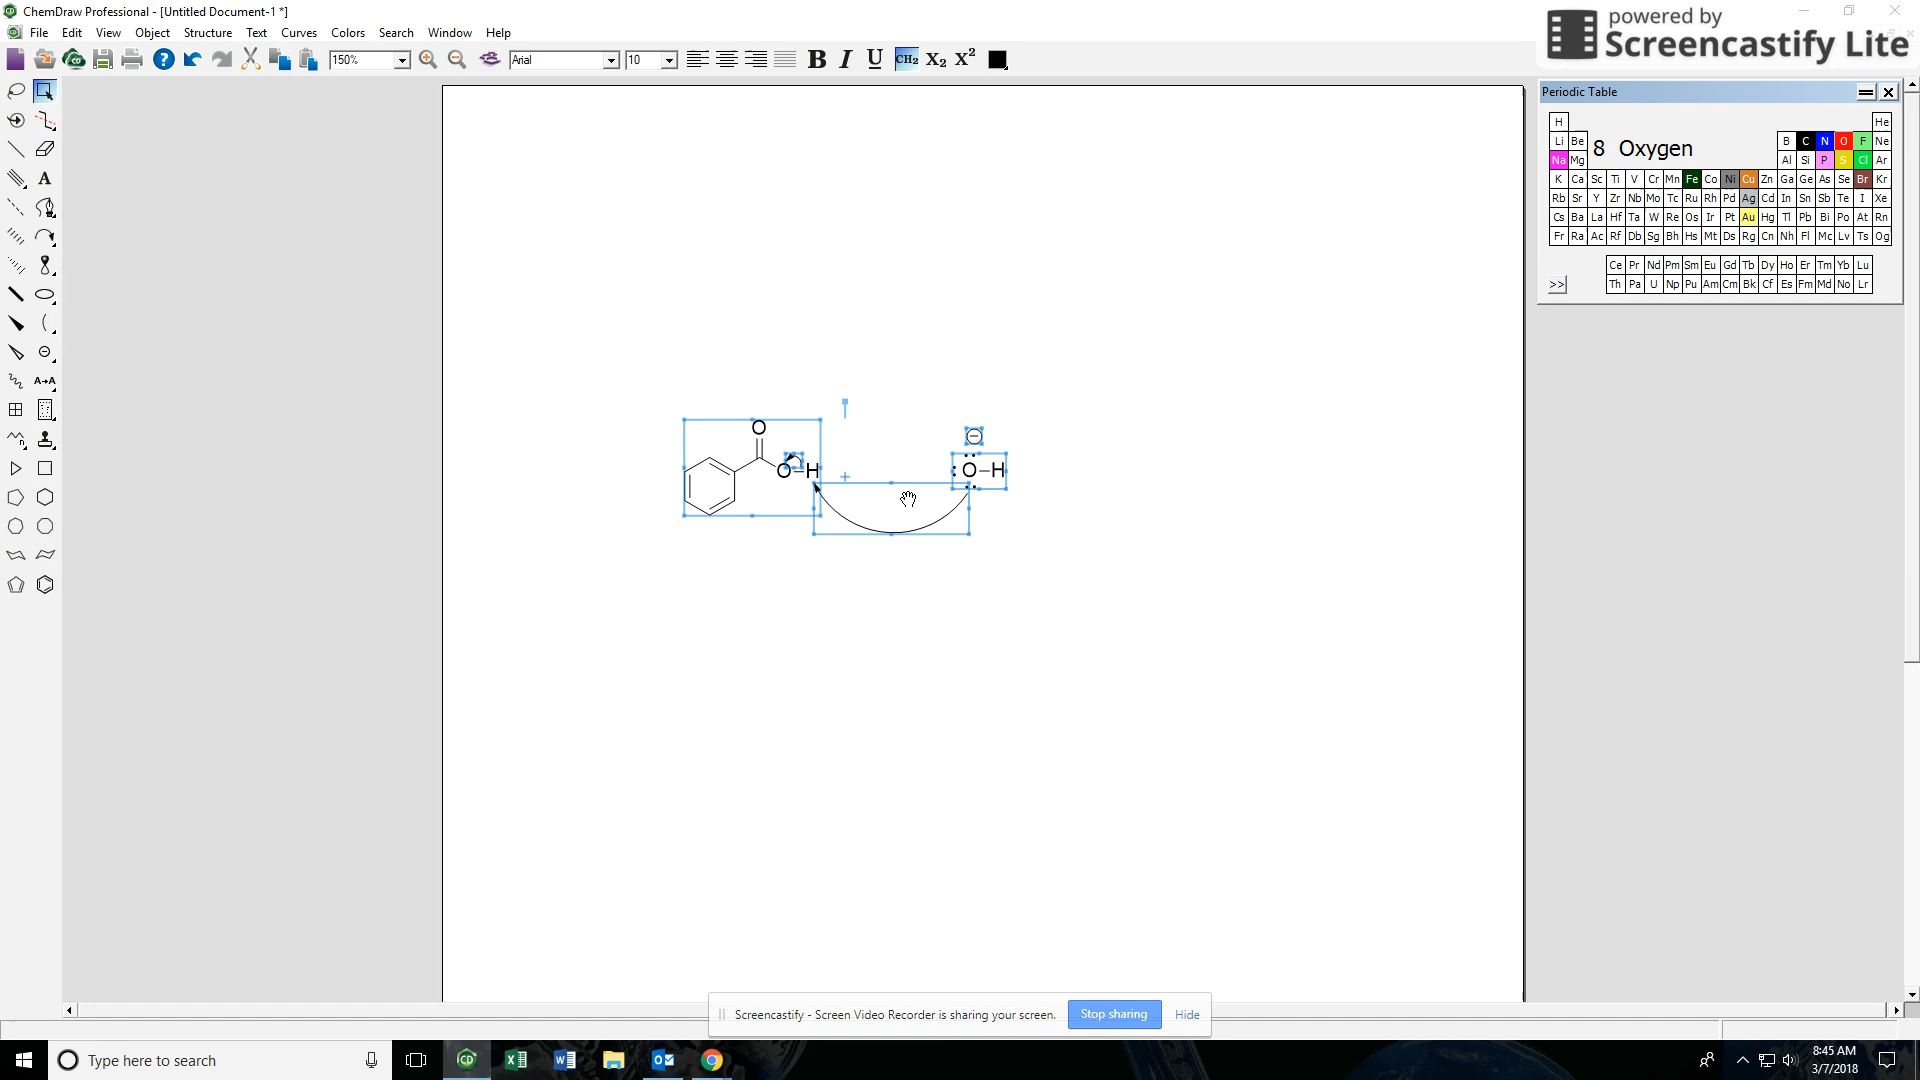 ChemDraw Professional - [Untitled Document-1 *]
powered by
Screencastify Lite
File Edit View Object Structure Text Curves Colors Search Window Help
150% Arial 10 B I U CH2 X2 X2
A
A→A
Periodic Table
H He
8 Oxygen
Li Be B C N O F Ne
Na Mg Al Si P S Cl Ar
K Ca Sc Ti V Cr Mn Fe Co Ni Cu Zn Ga Ge As Se Br Kr
Rb Sr Y Zr Nb Mo Tc Ru Rh Pd Ag Cd In Sn Sb Te I Xe
Cs Ba La Hf Ta W Re Os Ir Pt Au Hg Tl Pb Bi Po At Rn
Fr Ra Ac Rf Db Sg Bh Hs Mt Ds Rg Cn Nh Fl Mc Lv Ts Og
Ce Pr Nd Pm Sm Eu Gd Tb Dy Ho Er Tm Yb Lu
>> Th Pa U Np Pu Am Cm Bk Cf Es Fm Md No Lr
O
O–H
O–H
Screencastify - Screen Video Recorder is sharing your screen. Stop sharing Hide
Type here to search
8:45 AM
3/7/2018